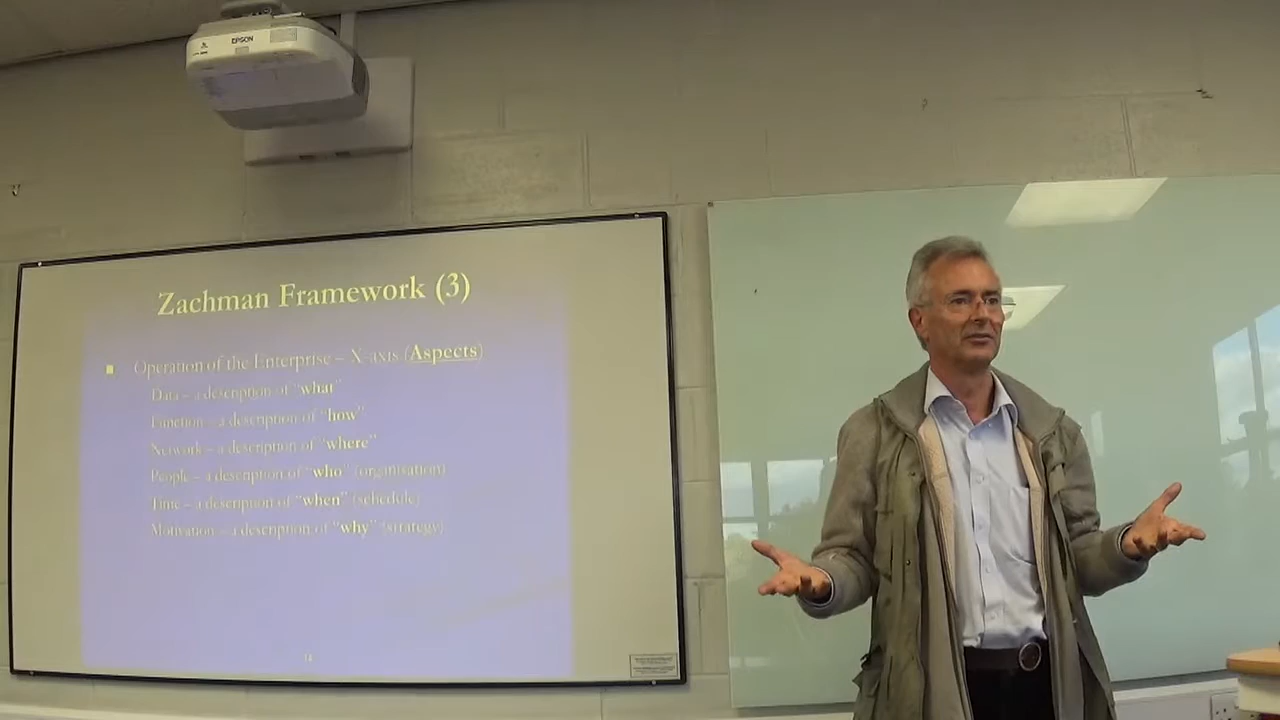 EPSON
Zachman Framework (3)
Operation of the Enterprise – X-axis (Aspects)
Data – a description of "what"
Function – a description of "how"
Network – a description of "where"
People – a description of "who" (organisation)
Time – a description of "when" (schedule)
Motivation – a description of "why" (strategy)
14